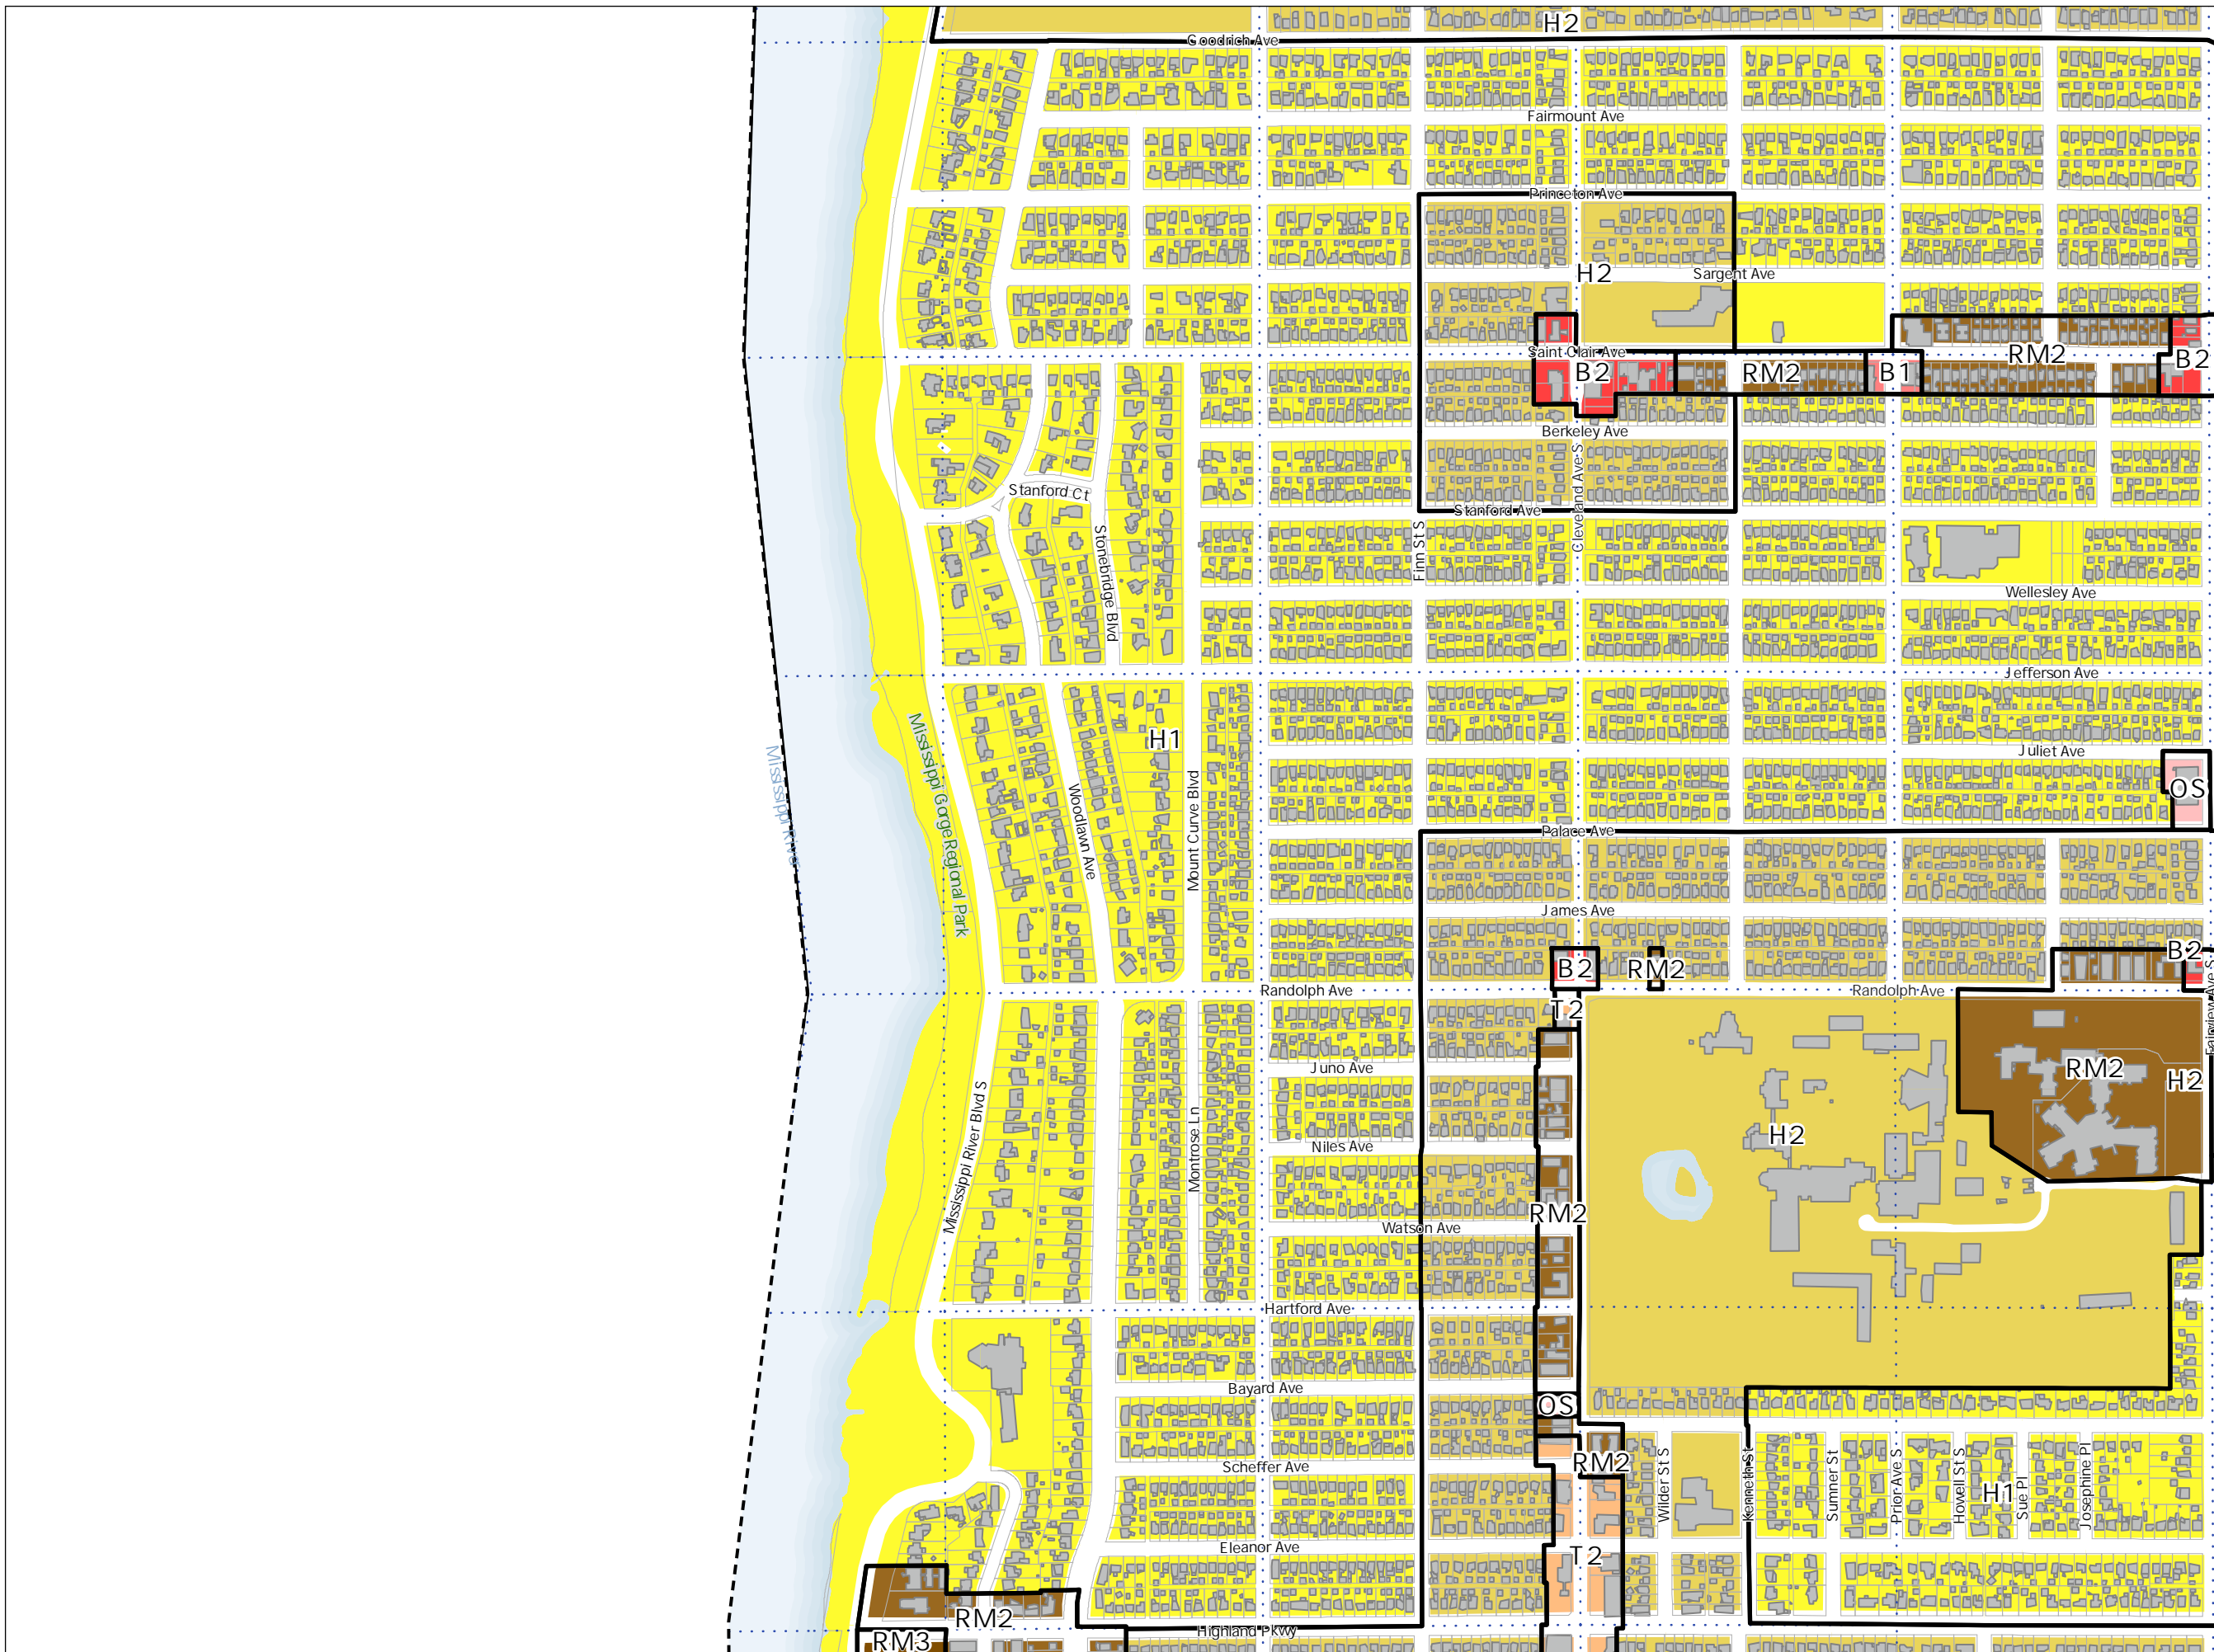 H2
Goodrich Ave
Fairmount Ave
Princeton Ave
H2
Sargent Ave
Saint Clair Ave
B2
RM2
B1
RM2
B2
Berkeley Ave
Cleveland Ave S
Stanford Ct
Stanford Ave
Stonebridge Blvd
Finn St S
Wellesley Ave
Jefferson Ave
Mississippi River
Mississippi Gorge Regional Park
H1
Woodlawn Ave
Mount Curve Blvd
Juliet Ave
OS
Palace Ave
James Ave
B2
RM2
B2
Randolph Ave
Randolph Ave
Fairview Ave S
T2
Juno Ave
RM2
H2
Mississippi River Blvd S
Montrose Ln
H2
Niles Ave
RM2
Watson Ave
Hartford Ave
Bayard Ave
OS
Scheffer Ave
RM2
Wilder St S
Kenneth St
Sumner St
Prior Ave S
Howell St S
H1
Sue Pl
Josephine Pl
Eleanor Ave
T2
RM2
Highland Pkwy
RM3